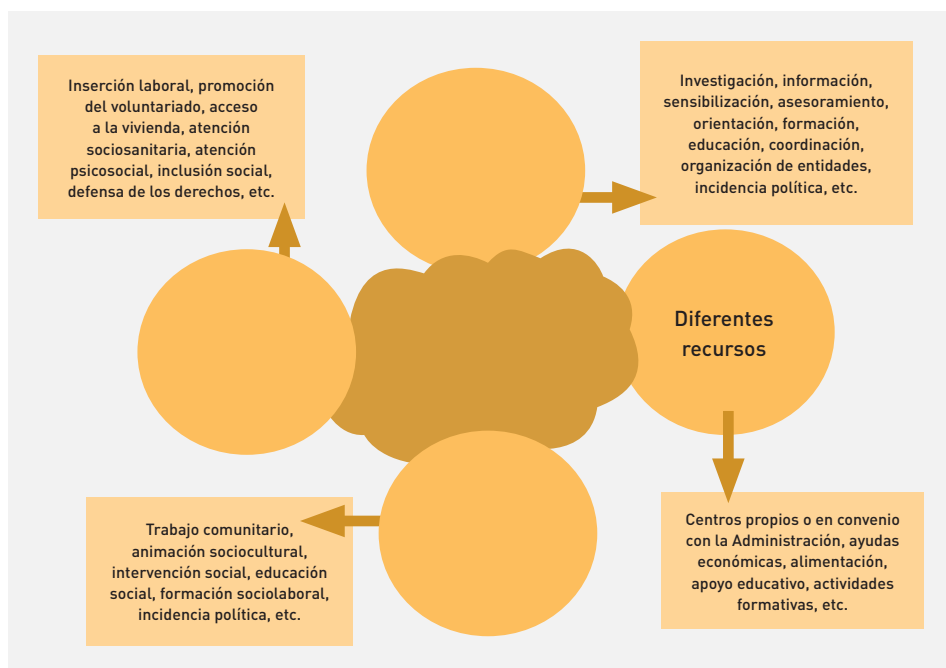 Inserción laboral, promoción
del voluntariado, acceso
a la vivienda, atención
sociosanitaria, atención
psicosocial, inclusión social,
defensa de los derechos, etc.
Investigación, información,
sensibilización, asesoramiento,
orientación, formación,
educación, coordinación,
organización de entidades,
incidencia política, etc.
Diferentes
recursos
Trabajo comunitario,
animación sociocultural,
intervención social, educación
social, formación sociolaboral,
incidencia política, etc.
Centros propios o en convenio
con la Administración, ayudas
económicas, alimentación,
apoyo educativo, actividades
formativas, etc.